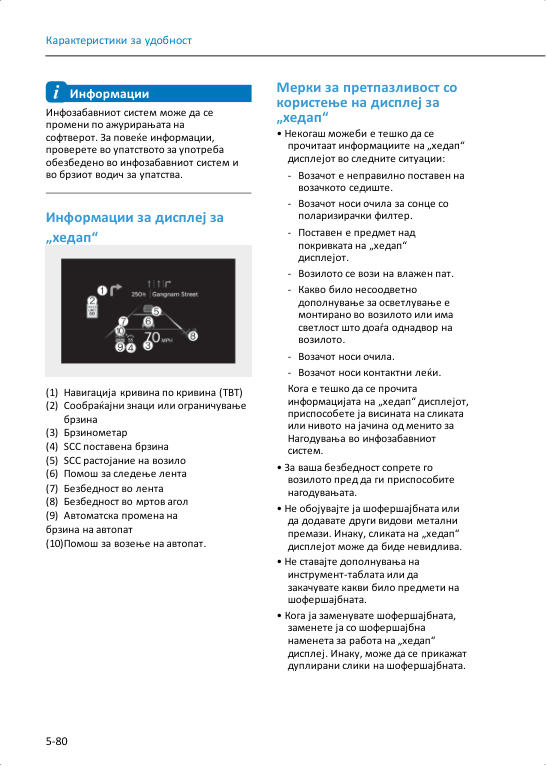 Карактеристики за удобност
i Информации
Инфозабавниот систем може да се
промени по ажурирањата на
софтверот. За повеќе информации,
проверете во упатството за употреба
обезбедено во инфозабавниот систем и
во брзиот водич за упатства.
Информации за дисплеј за
„хедап“
1
250ft Gangnam Street
2
5
7
6
10
8
9
4
3
70 MPH
(1) Навигација кривина по кривина (TBT)
(2) Сообраќајни знаци или ограничување
брзина
(3) Брзинометар
(4) SCC поставена брзина
(5) SCC растојание во возило
(6) Помош за следење лента
(7) Безбедност во лента
(8) Безбедност во мртов агол
(9) Автоматска промена на
брзина на автопат
(10)Помош за возење на автопат.
Мерки за претпазливост со
користење на дисплеј за
„хедап“
• Некогаш можеби е тешко да се
прочитаат информациите на „хедап“
дисплејот во следните ситуации:
- Возачот е неправилно поставен на
возачкото седиште.
- Возачот носи очила за сонце со
поларизирачки филтер.
- Поставен е предмет над
покривката на „хедап“
дисплејот.
- Возилото се вози на влажен пат.
- Какво било несоодветно
дополнување за осветлување е
монтирано во возилото или има
светлост што доаѓа однадвор на
возилото.
- Возачот носи очила.
- Возачот носи контактни леќи.
Кога е тешко да се прочита
информацијата на „хедап“ дисплејот,
приспособете ја висината на сликата
или нивото на јачина од менито за
Нагодувања во инфозабавниот
систем.
• За ваша безбедност сопрете го
возилото пред да ги приспособите
нагодувањата.
• Не обојувајте ја шофершајбната или
да додавате други видови метални
премази. Инаку, сликата на „хедап“
дисплејот може да биде невидлива.
• Не ставајте дополнувања на
инструмент-таблата или да
закачувате какви било предмети на
шофершајбната.
• Кога ја заменувате шофершајбната,
заменете ја со шофершајбна
наменета за работа на „хедап“
дисплеј. Инаку, може да се прикажат
дуплирани слики на шофершајбната.
5-80